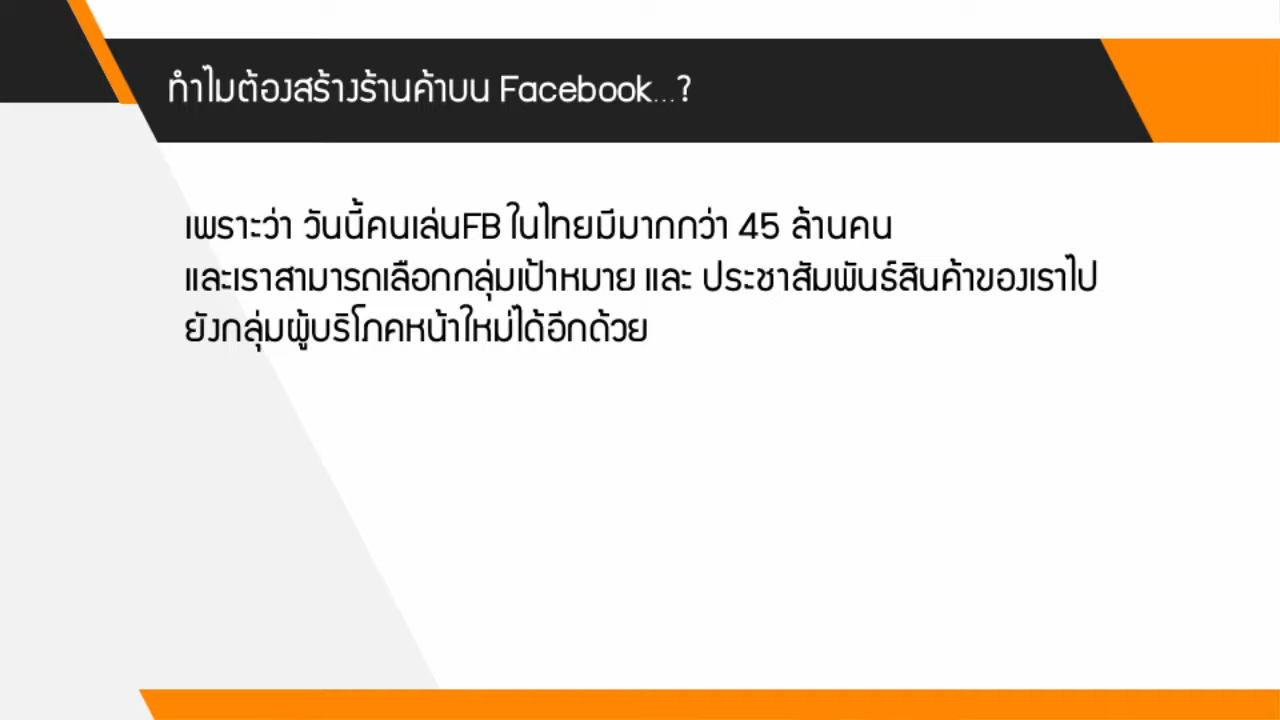 ทำไมต้องสร้างร้านค้าบน Facebook...?
เพราะว่า วันนี้คนเล่นFB ในไทยมีมากกว่า 45 ล้านคน
และเราสามารถเลือกกลุ่มเป้าหมาย และ ประชาสัมพันธ์สินค้าของเราไป
ยังกลุ่มผู้บริโภคหน้าใหม่ได้อีกด้วย